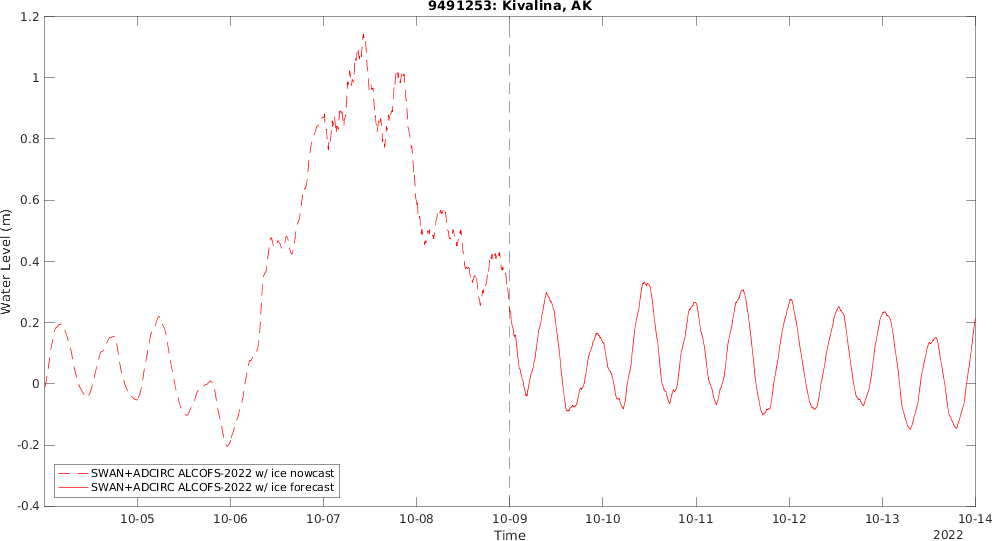 9491253: Kivalina, AK
1.2
1
0.8
0.6
0.4
0.2
0
-0.2
-0.4
Water Level (m)
SWAN+ADCIRC ALCOFS-2022 w/ ice nowcast
SWAN+ADCIRC ALCOFS-2022 w/ ice forecast
10-05 10-06 10-07 10-08 10-09 10-10 10-11 10-12 10-13 10-14
Time
2022